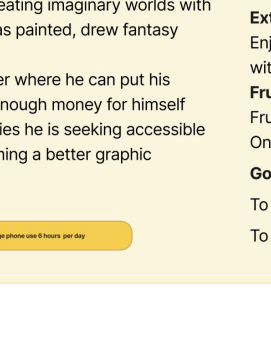 eating imaginary worlds with
as painted, drew fantasy
er where he can put his
nough money for himself
ies he is seeking accessible
ning a better graphic
ge phone use 6 hours per day
Ext
Enj
wit
Fru
Fru
On
Go
To
To